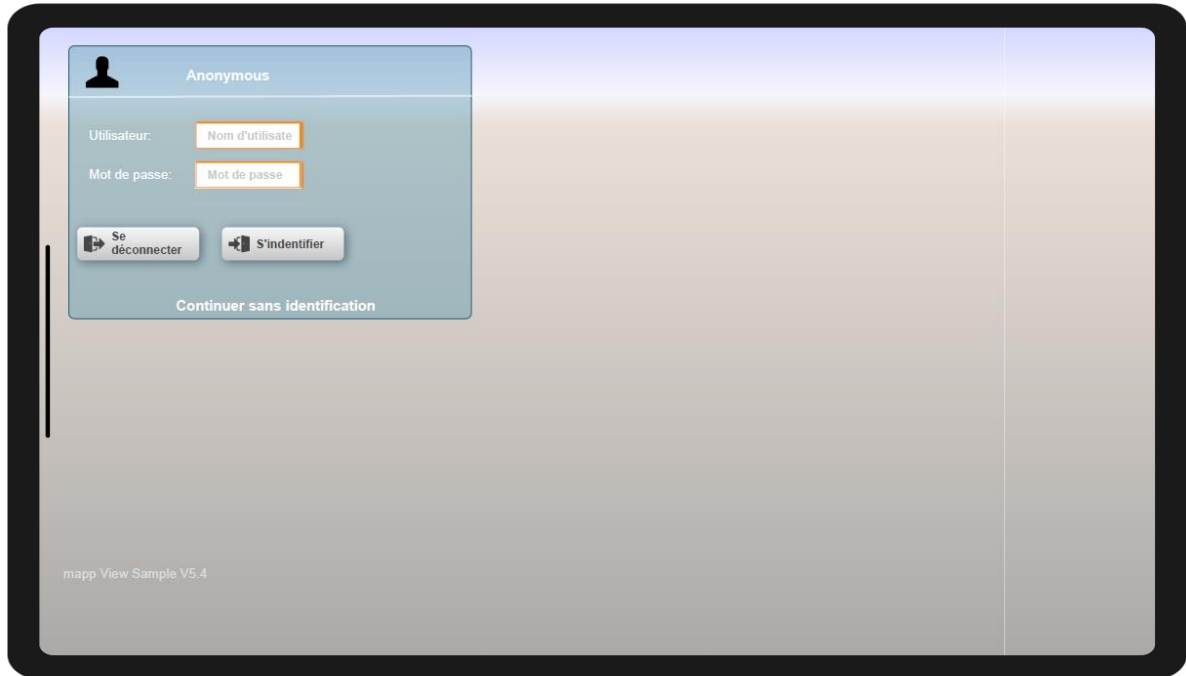 Anonymous
Utilisateur:
Nom d'utilisate
Mot de passe:
Mot de passe
Se
déconnecter
S'indentifier
Continuer sans identification
mapp View Sample V5.4